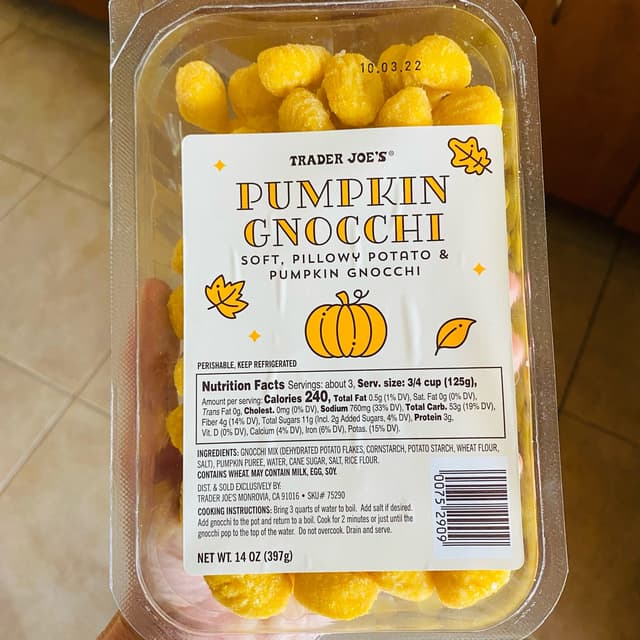 10.03.22
TRADER JOE'S®
PUMPKIN
GNOCCHI
SOFT, PILLOWY POTATO &
PUMPKIN GNOCCHI
PERISHABLE, KEEP REFRIGERATED
Nutrition Facts Servings: about 3, Serv. size: 3/4 cup (125g),
Amount per serving: Calories 240, Total Fat 0.5g (1% DV), Sat. Fat 0g (0% DV),
Trans Fat 0g, Cholest. 0mg (0% DV), Sodium 760mg (33% DV), Total Carb. 53g (19% DV),
Fiber 4g (14% DV), Total Sugars 11g (Incl. 2g Added Sugars, 4% DV), Protein 3g,
Vit. D (0% DV), Calcium (4% DV), Iron (6% DV), Potas. (15% DV).
INGREDIENTS: GNOCCHI MIX (DEHYDRATED POTATO FLAKES, CORNSTARCH, POTATO STARCH, WHEAT FLOUR,
SALT), PUMPKIN PUREE, WATER, CANE SUGAR, SALT, RICE FLOUR.
CONTAINS WHEAT. MAY CONTAIN MILK, EGG, SOY.
DIST. & SOLD EXCLUSIVELY BY:
TRADER JOE'S MONROVIA, CA 91016 • SKU# 75290
COOKING INSTRUCTIONS: Bring 3 quarts of water to boil. Add salt if desired.
Add gnocchi to the pot and return to a boil. Cook for 2 minutes or just until the
gnocchi pop to the top of the water. Do not overcook. Drain and serve.
0075 2909
NET WT. 14 OZ (397g)